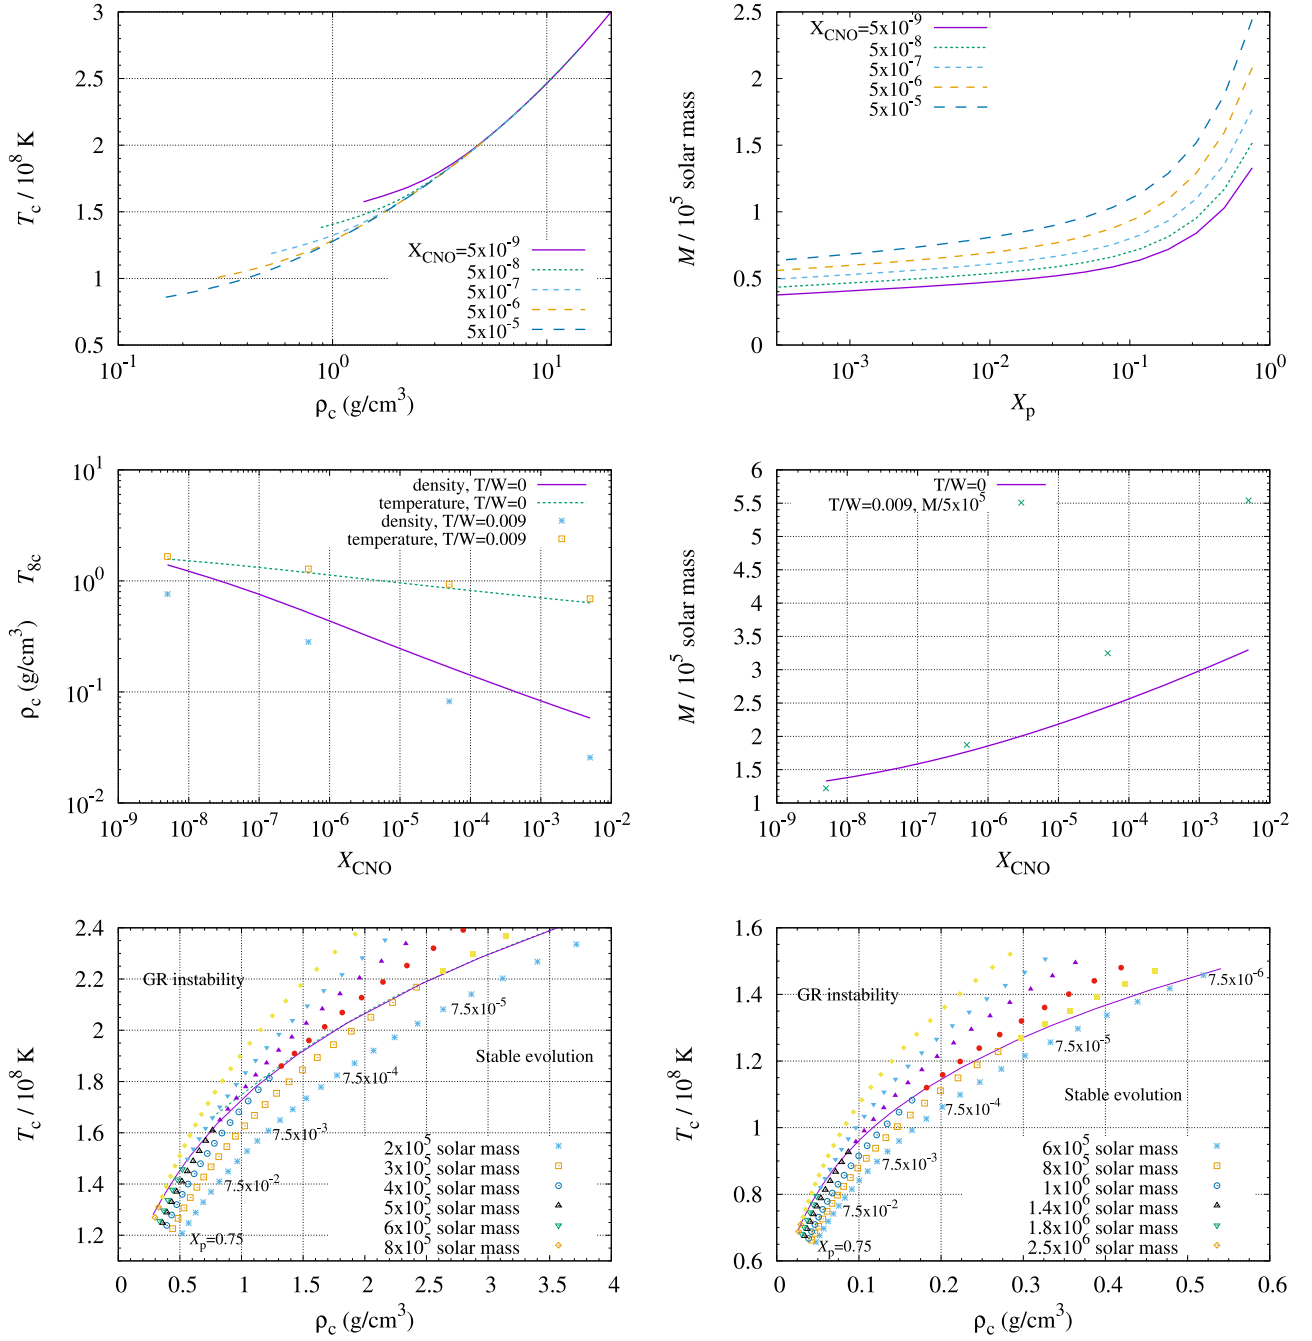 3
2.5
2
1.5
1
0.5
T_c / 10^8 K
X_CNO=5x10^-9
5x10^-8
5x10^-7
5x10^-6
5x10^-5
10^-1
10^0
10^1
ρ_c (g/cm^3)
2.5
2
1.5
1
0.5
0
M / 10^5 solar mass
X_CNO=5x10^-9
5x10^-8
5x10^-7
5x10^-6
5x10^-5
10^-3
10^-2
10^-1
10^0
X_p
10^1
10^0
10^-1
10^-2
ρ_c (g/cm^3) T_8c
density, T/W=0
temperature, T/W=0
density, T/W=0.009
temperature, T/W=0.009
10^-9
10^-8
10^-7
10^-6
10^-5
10^-4
10^-3
10^-2
X_CNO
6
5.5
5
4.5
4
3.5
3
2.5
2
1.5
1
M / 10^5 solar mass
T/W=0
T/W=0.009, M/5x10^5
10^-9
10^-8
10^-7
10^-6
10^-5
10^-4
10^-3
10^-2
X_CNO
2.4
2.2
2
1.8
1.6
1.4
1.2
T_c / 10^8 K
GR instability
Stable evolution
7.5x10^-5
7.5x10^-4
7.5x10^-3
7.5x10^-2
X_p=0.75
2x10^5 solar mass
3x10^5 solar mass
4x10^5 solar mass
5x10^5 solar mass
6x10^5 solar mass
8x10^5 solar mass
0
0.5
1
1.5
2
2.5
3
3.5
4
ρ_c (g/cm^3)
1.6
1.4
1.2
1
0.8
0.6
T_c / 10^8 K
GR instability
Stable evolution
7.5x10^-6
7.5x10^-5
7.5x10^-4
7.5x10^-3
7.5x10^-2
X_p=0.75
6x10^5 solar mass
8x10^5 solar mass
1x10^6 solar mass
1.4x10^6 solar mass
1.8x10^6 solar mass
2.5x10^6 solar mass
0
0.1
0.2
0.3
0.4
0.5
0.6
ρ_c (g/cm^3)